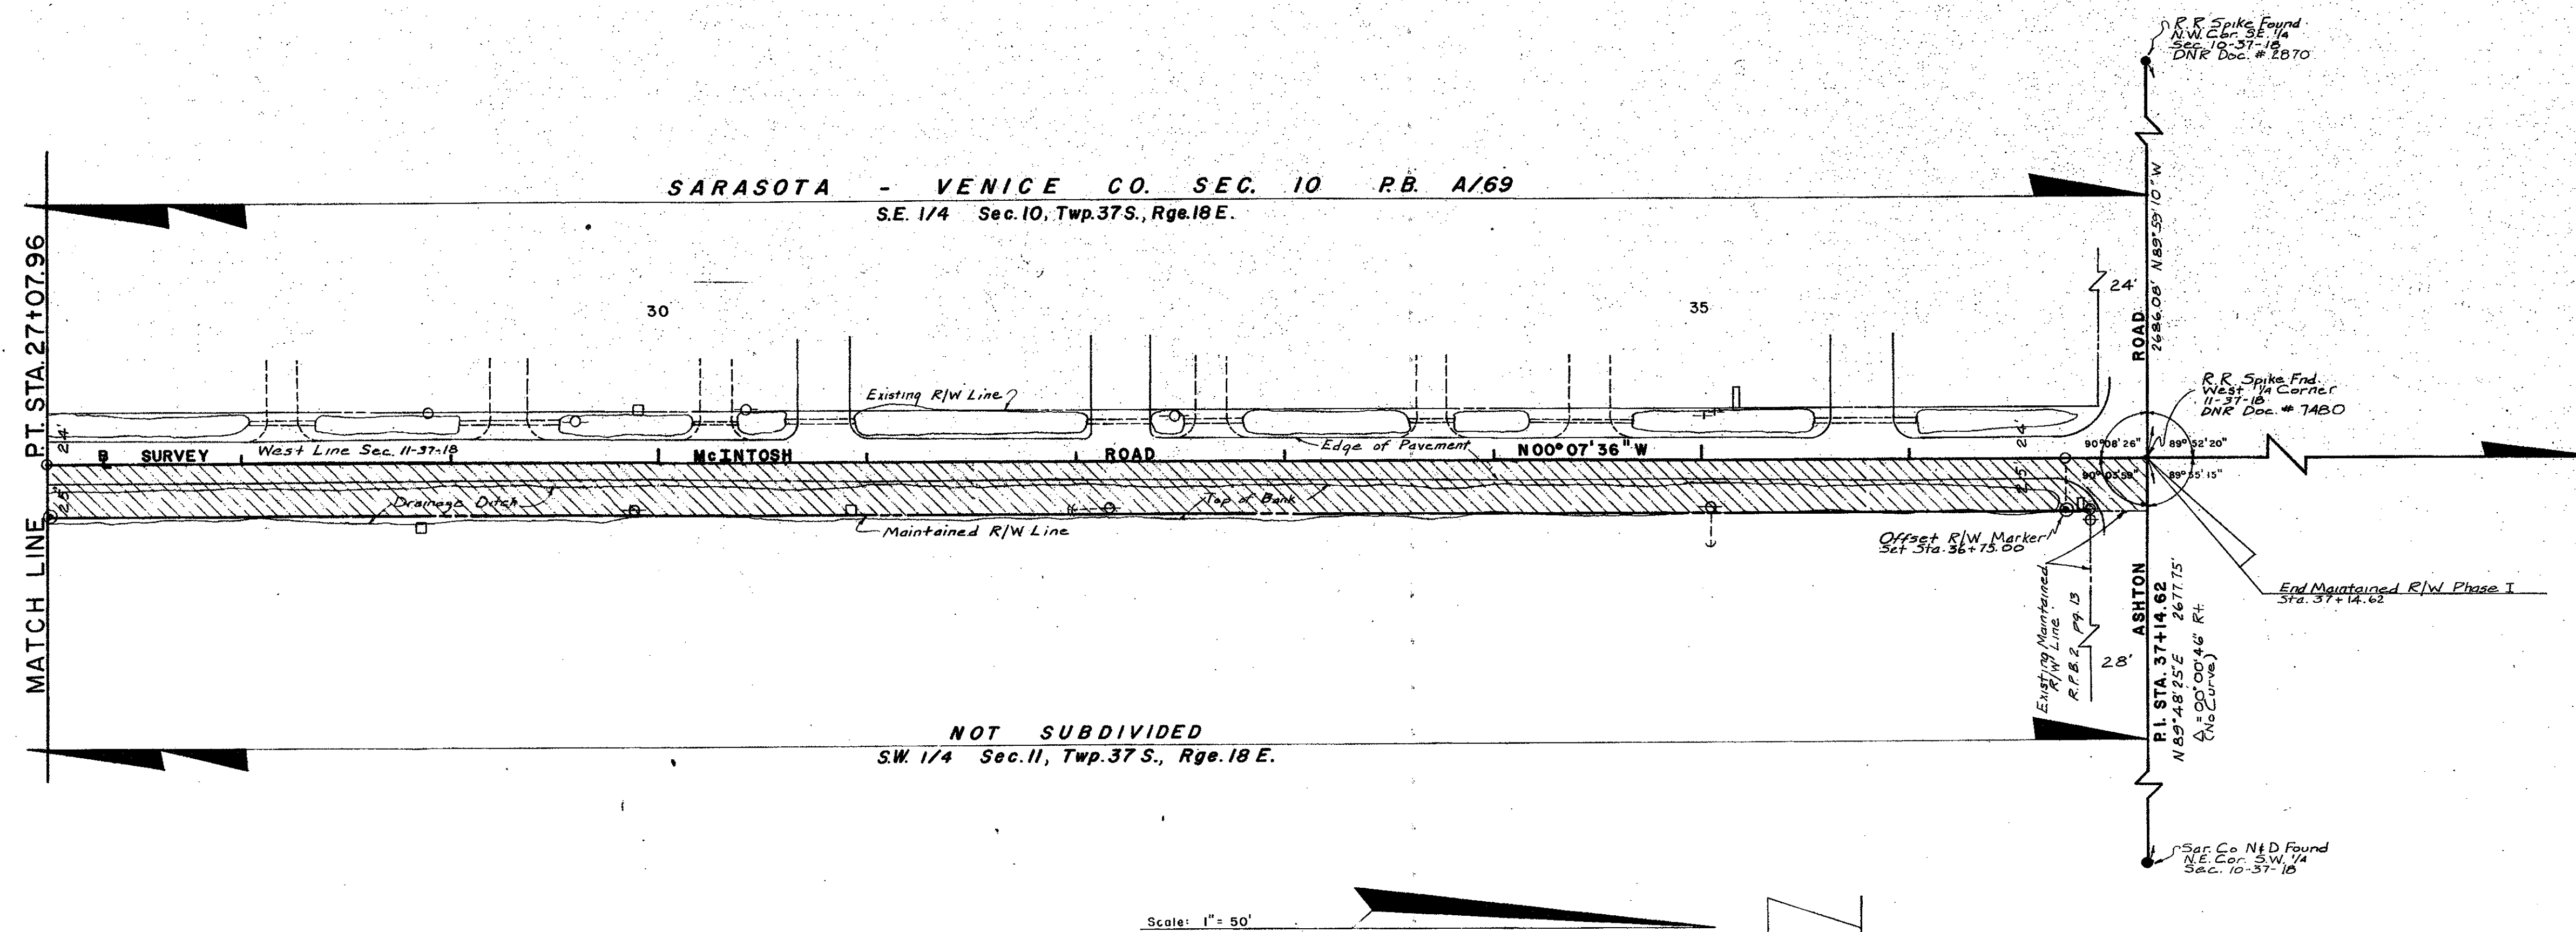 R.R. Spike Found
N.W. Cor. S.E. 1/4
Sec. 10-37-18
DNR Doc. # 2870
SARASOTA - VENICE CO. SEC. 10 P.B. A/69
S.E. 1/4 Sec. 10, Twp. 37 S., Rge. 18 E.
MATCH LINE P.T. STA. 27+07.96
30
35
24'
ROAD
2686.08' N89°59'10"W
Existing R/W Line
R.R. Spike Fnd.
West 1/4 Corner
11-37-18
DNR Doc. # 7480
24'
24'
90°08'26"
89°52'20"
B SURVEY
West Line Sec. 11-37-18
McINTOSH
ROAD
Edge of Pavement
N00°07'36"W
90°03'59"
89°55'15"
25'
25'
Drainage Ditch
Top of Bank
Maintained R/W Line
Offset R/W Marker
Set Sta. 36+75.00
End Maintained R/W Phase I
Sta. 37+14.62
Existing Maintained
R/W Line
R.P.B. 2 Pg. 13
28'
ASHTON
P.I. STA. 37+14.62
N89°48'25"E 2677.75'
Δ=00°00'46" Rt.
(No Curve)
NOT SUBDIVIDED
S.W. 1/4 Sec. 11, Twp. 37 S., Rge. 18 E.
Sar. Co N&D Found
N.E. Cor. S.W. 1/4
Sec. 10-37-18
Scale: 1" = 50'
N